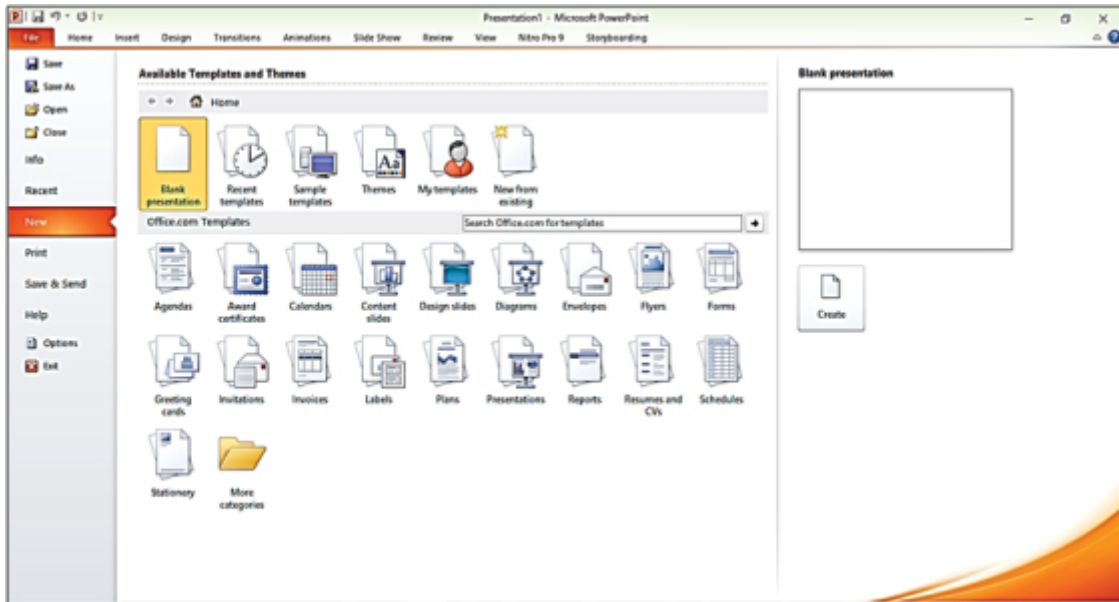 Presentation1 - Microsoft PowerPoint
File Home Insert Design Transitions Animations Slide Show Review View Nitro Pro 9 Storyboarding
Save
Save As
Open
Close
Info
Recent
New
Print
Save & Send
Help
Options
Exit
Available Templates and Themes
Home
Blank presentation
Recent templates
Sample templates
Themes
My templates
New from existing
Office.com Templates
Search Office.com for templates
Agendas
Award certificates
Calendars
Content slides
Design slides
Diagrams
Envelopes
Flyers
Forms
Greeting cards
Invitations
Invoices
Labels
Plans
Presentations
Reports
Resumes and CVs
Schedules
Stationery
More categories
Blank presentation
Create